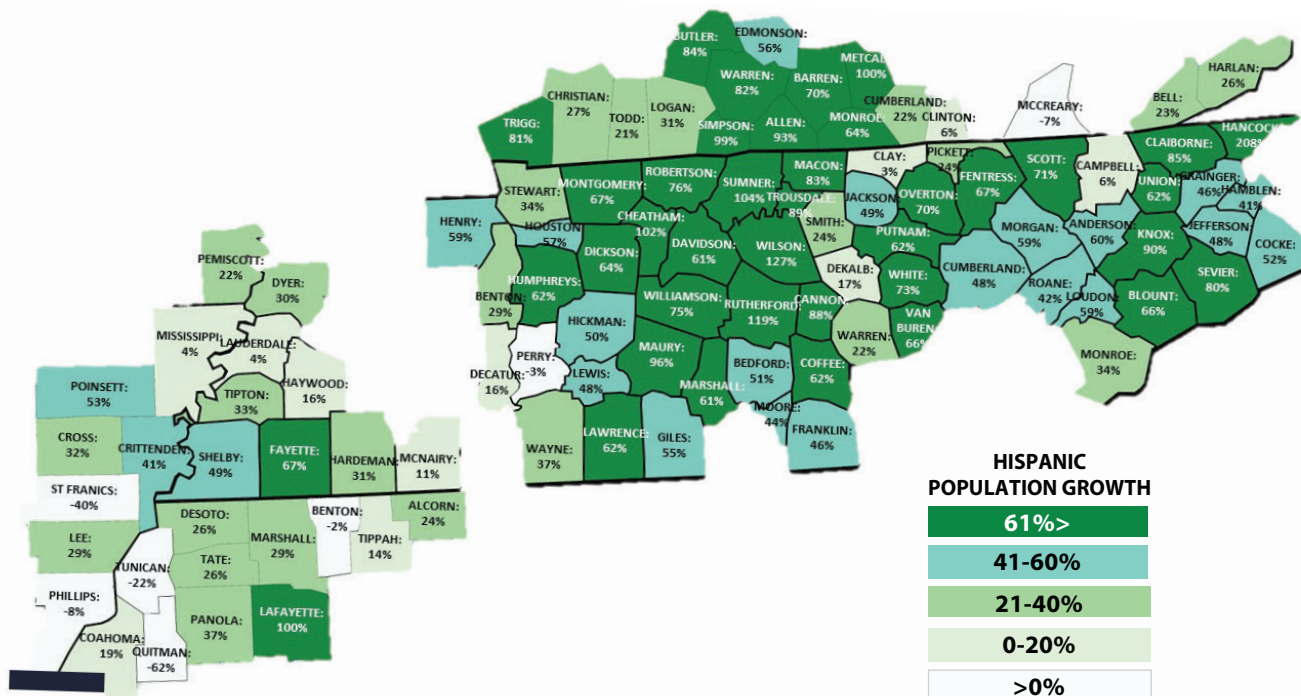 BUTLER:
84%
EDMONSON:
56%
METCAL
100%
WARREN:
82%
BARREN:
70%
HARLAN:
26%
CHRISTIAN:
27%
TODD:
21%
LOGAN:
31%
CUMBERLAND:
22%
CLINTON:
6%
MCCREARY:
-7%
BELL:
23%
TRIGG:
81%
SIMPSON:
99%
ALLEN:
93%
MONROE:
64%
HANCOCK:
208%
CLAIBORNE:
85%
STEWART:
34%
MONTGOMERY:
67%
ROBERTSON:
76%
SUMNER:
104%
MACON:
83%
TROUSDALE:
89%
CLAY:
3%
PICKETT:
24%
OVERTON:
70%
FENTRESS:
67%
SCOTT:
71%
CAMPBELL:
6%
UNION:
62%
GRAINGER:
46%
HAMBLEN:
41%
HENRY:
59%
HOUSTON:
57%
CHEATHAM:
102%
DICKSON:
64%
DAVIDSON:
61%
WILSON:
127%
SMITH:
24%
JACKSON:
49%
PUTNAM:
62%
MORGAN:
59%
ANDERSON:
60%
KNOX:
90%
JEFFERSON:
48%
COCKE:
52%
HUMPHREYS:
62%
BENTON:
29%
WILLIAMSON:
75%
RUTHERFORD:
119%
CANNON:
88%
DEKALB:
17%
WHITE:
73%
CUMBERLAND:
48%
ROANE:
42%
LOUDON:
59%
BLOUNT:
66%
SEVIER:
80%
HICKMAN:
50%
PERRY:
-3%
DECATUR:
16%
LEWIS:
48%
MAURY:
96%
MARSHALL:
61%
BEDFORD:
51%
COFFEE:
62%
WARREN:
22%
VAN
BUREN:
66%
MONROE:
34%
MOORE:
44%
FRANKLIN:
46%
WAYNE:
37%
LAWRENCE:
62%
GILES:
55%
PEMISCOTT:
22%
DYER:
30%
MISSISSIPPI:
4%
LAUDERDALE:
4%
HAYWOOD:
16%
POINSETT:
53%
TIPTON:
33%
CROSS:
32%
CRITTENDEN:
41%
SHELBY:
49%
FAYETTE:
67%
HARDEMAN:
31%
MCNAIRY:
11%
ST FRANICS:
-40%
DESOTO:
26%
MARSHALL:
29%
BENTON:
-2%
TIPPAH:
14%
ALCORN:
24%
LEE:
29%
TUNICAN:
-22%
TATE:
26%
PHILLIPS:
-8%
PANOLA:
37%
LAFAYETTE:
100%
COAHOMA:
19%
QUITMAN:
-62%
HISPANIC
POPULATION GROWTH
61%>
41-60%
21-40%
0-20%
>0%